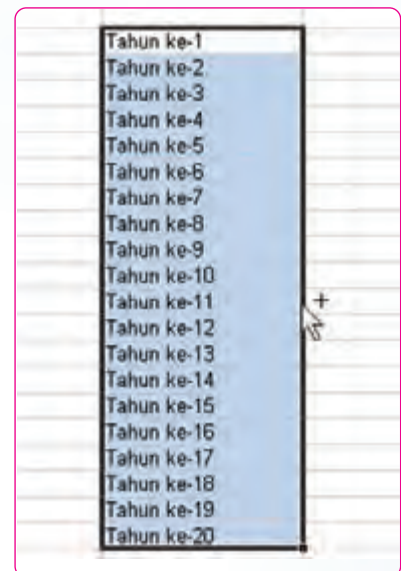 Tahun ke-1
Tahun ke-2
Tahun ke-3
Tahun ke-4
Tahun ke-5
Tahun ke-6
Tahun ke-7
Tahun ke-8
Tahun ke-9
Tahun ke-10
Tahun ke-11
Tahun ke-12
Tahun ke-13
Tahun ke-14
Tahun ke-15
Tahun ke-16
Tahun ke-17
Tahun ke-18
Tahun ke-19
Tahun ke-20